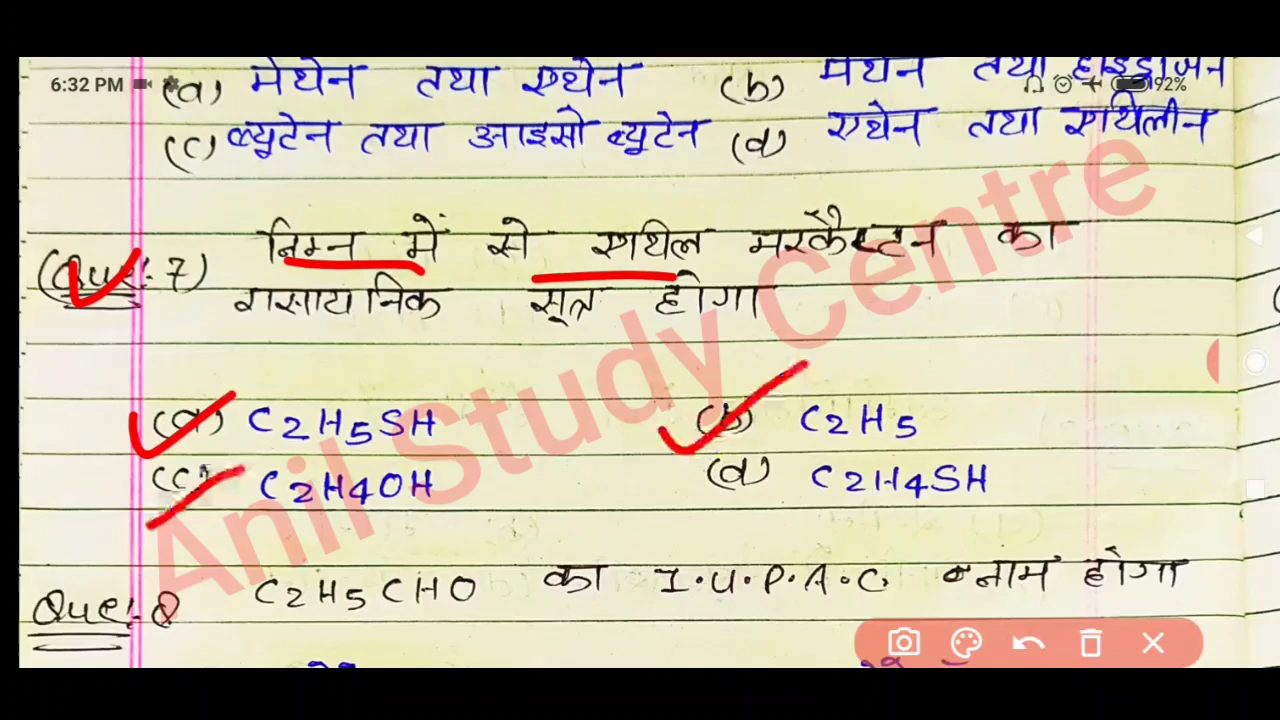 6:32 PM
92%
(a) मेथेन तथा एथेन (b) मेथेन तथा हाइड्रोजन
(c) ब्यूटेन तथा आइसो ब्यूटेन (d) एथेन तथा एथिलीन
(Que:-7) निम्न में से एथिल मरकैप्टन का
रासायनिक सूत्र होगा
(a) C2H5SH (b) C2H5
(c) C2H4OH (d) C2H4SH
Que:-8 C2H5CHO का I.U.P.A.C. नाम होगा
Anil Study Centre